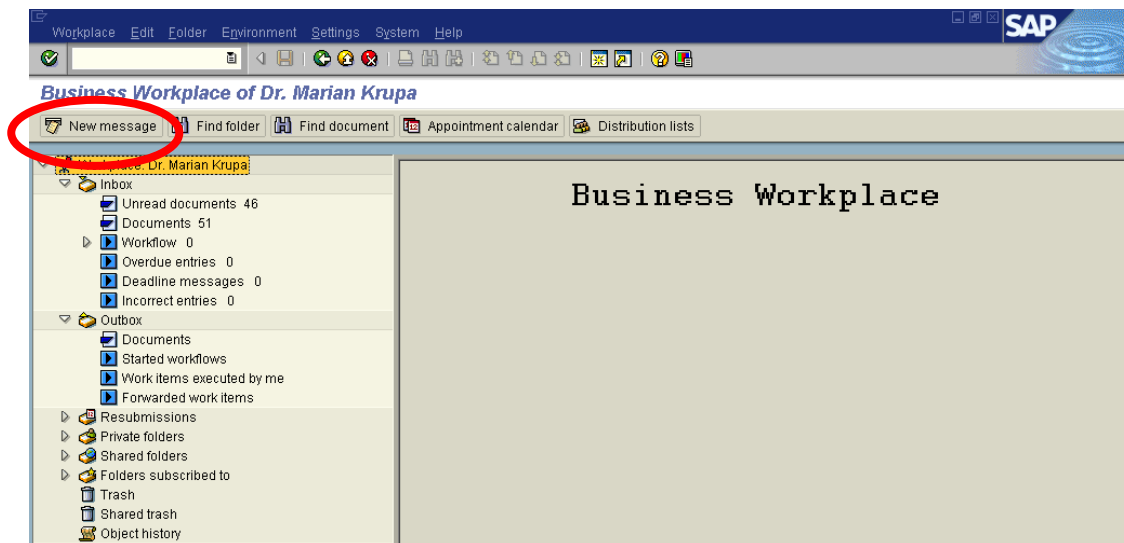 Workplace Edit Folder Environment Settings System Help
SAP
Business Workplace of Dr. Marian Krupa
New message Find folder Find document Appointment calendar Distribution lists
Workplace: Dr. Marian Krupa
Inbox
Unread documents 46
Documents 51
Workflow 0
Overdue entries 0
Deadline messages 0
Incorrect entries 0
Outbox
Documents
Started workflows
Work items executed by me
Forwarded work items
Resubmissions
Private folders
Shared folders
Folders subscribed to
Trash
Shared trash
Object history
Business Workplace